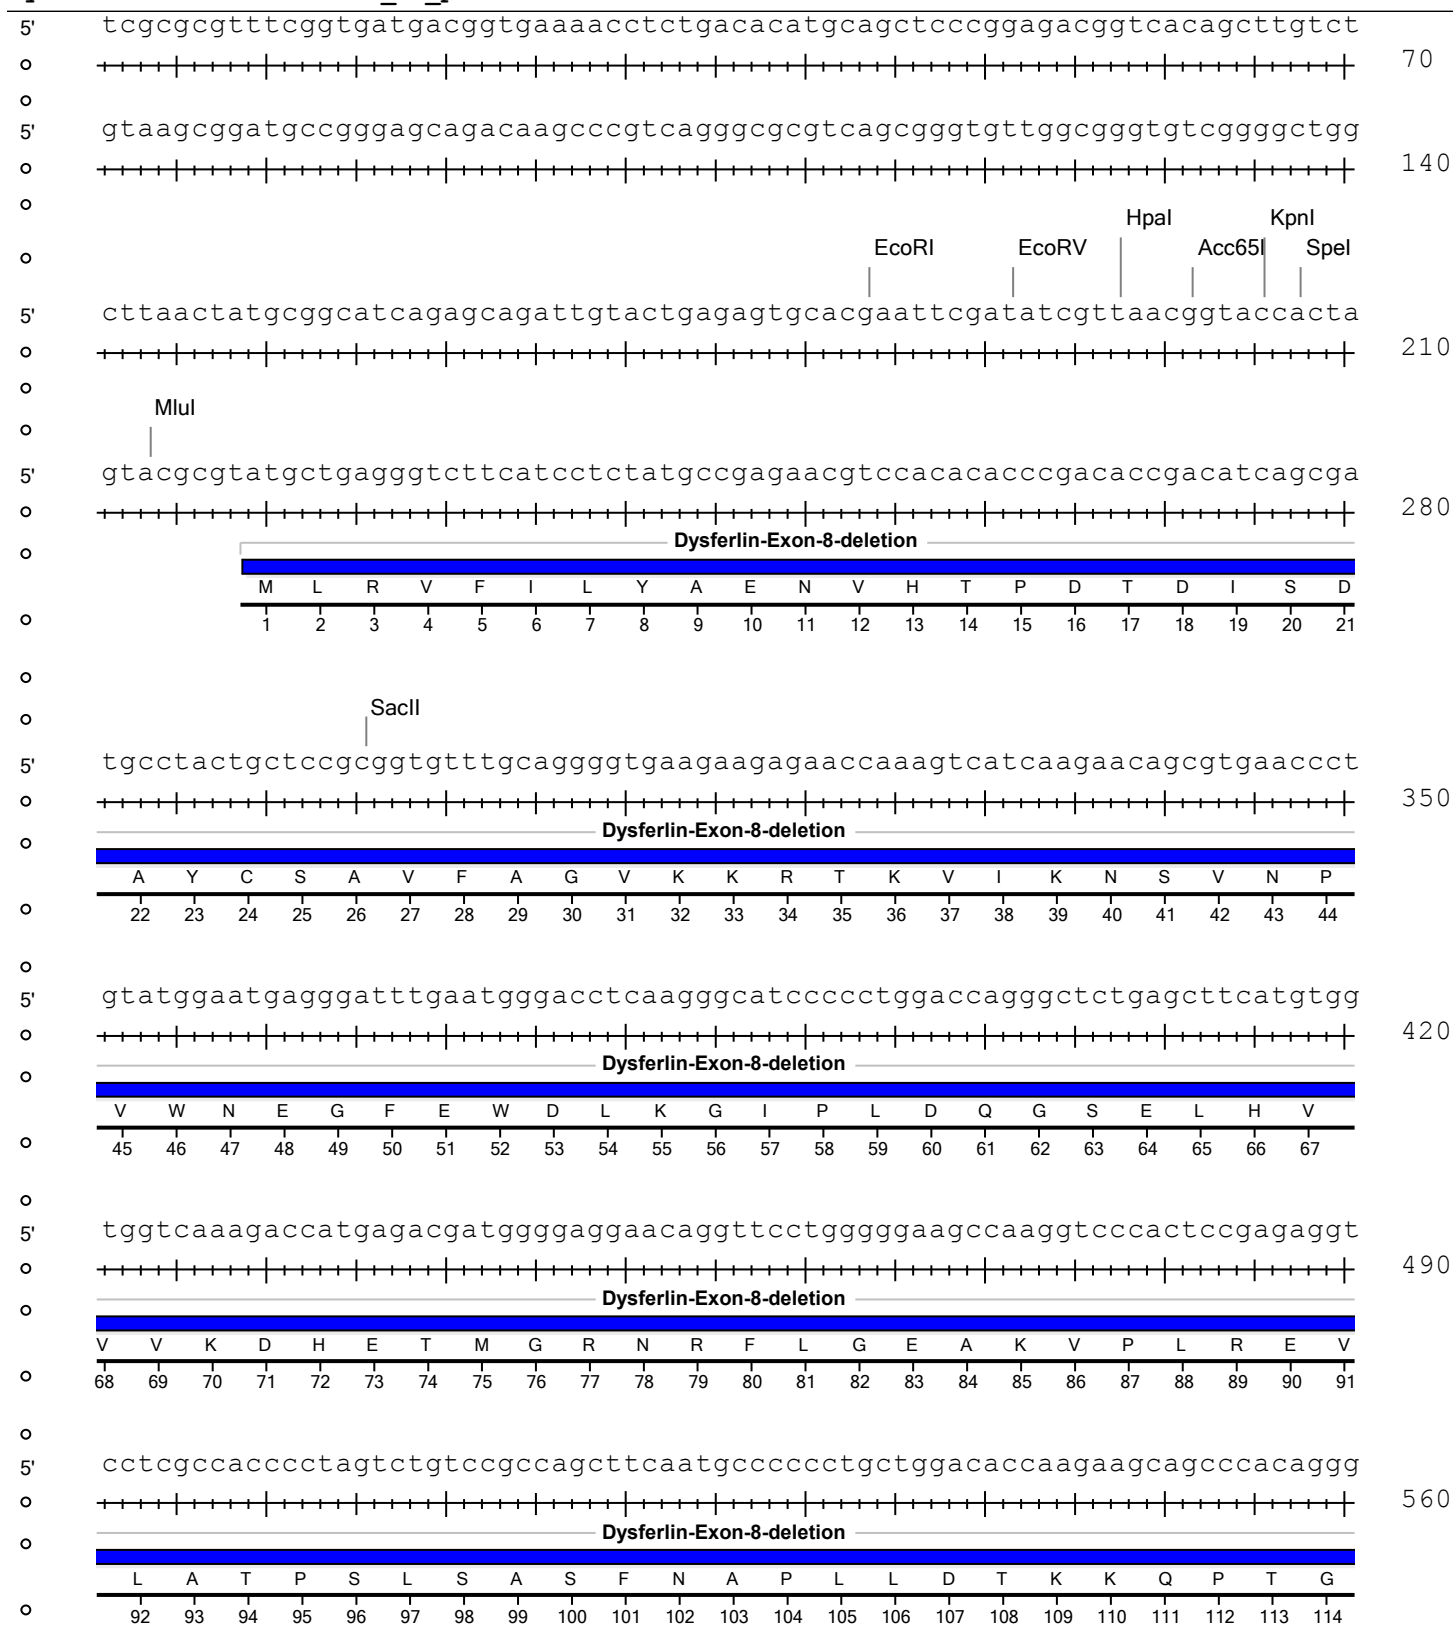 5' tcgcgcgtttcggtgatgacggtgaaaacctctgacacatgcagctcccggagacggtcacagcttgtct
70
5' gtaagcggatgccgggagcagacaagcccgtcagggcgcgtcagcgggtgttggcgggtgtcggggctgg
140
HpaI KpnI
EcoRI EcoRV Acc65I SpeI
5' cttaactatgcggcatcagagcagattgtactgagagtgcacgaattcgatatcgttaacggtaccacta
210
MluI
5' gtacgcgtatgctgagggtcttcatcctctatgccgagaacgtccacacacccgacaccgacatcagcga
280
Dysferlin-Exon-8-deletion
M L R V F I L Y A E N V H T P D T D I S D
1 2 3 4 5 6 7 8 9 10 11 12 13 14 15 16 17 18 19 20 21
SacII
5' tgcctactgctccgcggtgtttgcaggggtgaagaagagaaccaaagtcatcaagaacagcgtgaaccct
350
Dysferlin-Exon-8-deletion
A Y C S A V F A G V K K R T K V I K N S V N P
22 23 24 25 26 27 28 29 30 31 32 33 34 35 36 37 38 39 40 41 42 43 44
5' gtatggaatgagggatttgaatgggacctcaagggcatccccctggaccagggctctgagcttcatgtgg
420
Dysferlin-Exon-8-deletion
V W N E G F E W D L K G I P L D Q G S E L H V
45 46 47 48 49 50 51 52 53 54 55 56 57 58 59 60 61 62 63 64 65 66 67
5' tggtcaaagaccatgagacgatggggaggaacaggttcctgggggaagccaaggtcccactccgagaggt
490
Dysferlin-Exon-8-deletion
V V K D H E T M G R N R F L G E A K V P L R E V
68 69 70 71 72 73 74 75 76 77 78 79 80 81 82 83 84 85 86 87 88 89 90 91
5' cctcgccacccctagtctgtccgccagcttcaatgcccccctgctggacaccaagaagcagcccacaggg
560
Dysferlin-Exon-8-deletion
L A T P S L S A S F N A P L L D T K K Q P T G
92 93 94 95 96 97 98 99 100 101 102 103 104 105 106 107 108 109 110 111 112 113 114